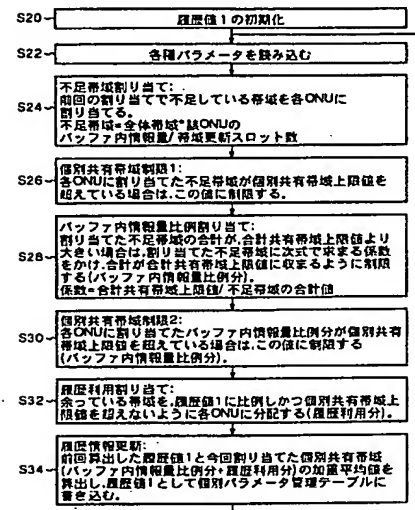 S20
履歴値1の初期化
S22
各種パラメータを読み込む
S24
不足帯域割り当て:
前回の割り当てで不足している帯域を各ONUに
割り当てる。
不足帯域=全体帯域*該ONUの
バッファ内情報量/帯域更新スロット数
S26
個別共有帯域制限1:
各ONUに割り当てた不足帯域が個別共有帯域上限値を
超えている場合は、この値に制限する。
S28
バッファ内情報量比例割り当て:
割り当てた不足帯域の合計が、合計共有帯域上限値より
大きい場合は、割り当てた不足帯域に次式で求まる係数
をかけ、合計が合計共有帯域上限値に収まるように制限
する(バッファ内情報量比例分)。
係数=合計共有帯域上限値/不足帯域の合計値
S30
個別共有帯域制限2:
各ONUに割り当てたバッファ内情報量比例分が個別共有
帯域上限値を超えている場合は、この値に制限する
(バッファ内情報量比例分)。
S32
履歴利用割り当て:
余っている帯域を、履歴値1に比例しかつ個別共有帯域上
限値を超えないように各ONUに分配する(履歴利用分)。
S34
履歴情報更新:
前回算出した履歴値1と今回割り当てた個別共有帯域
(バッファ内情報量比例分+履歴利用分)の加重平均値を
算出し、履歴値1として個別パラメータ管理テーブルに
書き込む。